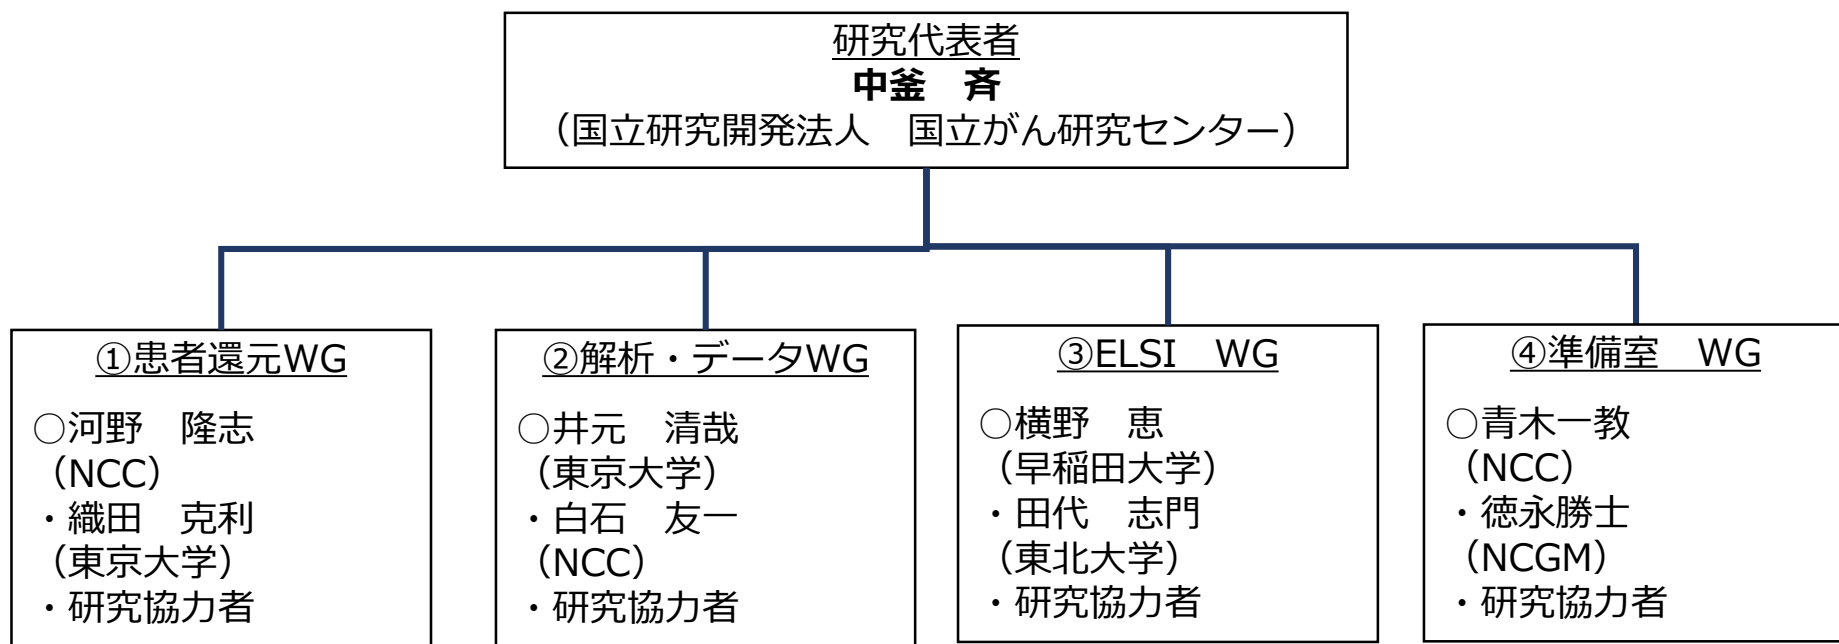 研究代表者
中釜　斉
（国立研究開発法人　国立がん研究センター）
①患者還元WG
○河野　隆志
（NCC）
・織田　克利
（東京大学）
・研究協力者
②解析・データWG
○井元　清哉
（東京大学）
・白石　友一
（NCC）
・研究協力者
③ELSI　WG
○横野　恵
（早稲田大学）
・田代　志門
（東北大学）
・研究協力者
④準備室　WG
○青木一教
（NCC）
・徳永勝士
（NCGM）
・研究協力者